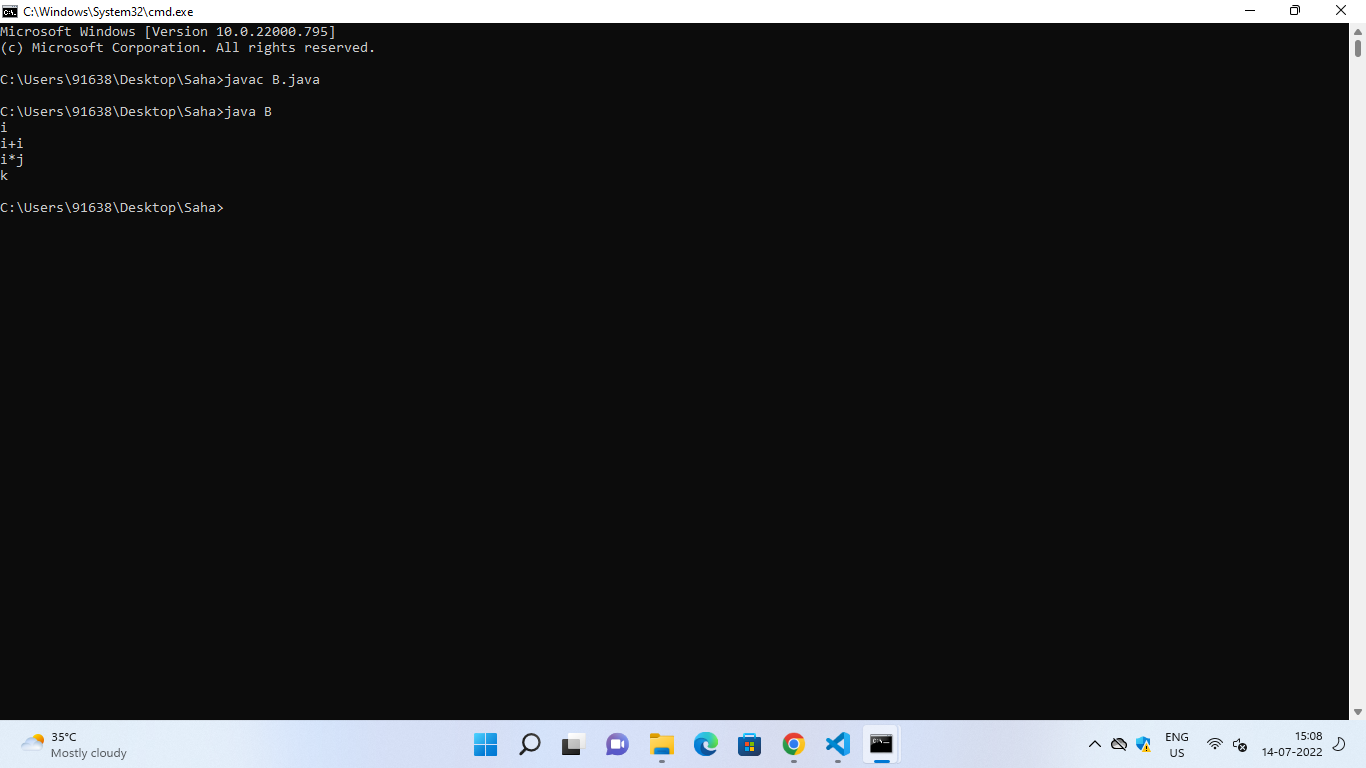 C:\Windows\System32\cmd.exe
Microsoft Windows [Version 10.0.22000.795]
(c) Microsoft Corporation. All rights reserved.
C:\Users\91638\Desktop\Saha>javac B.java
C:\Users\91638\Desktop\Saha>java B
i
i+i
i*j
k
C:\Users\91638\Desktop\Saha>
35°C
Mostly cloudy
ENG
US
15:08
14-07-2022